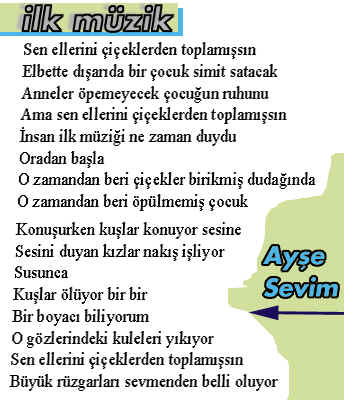 ilk müzik
Sen ellerini çiçeklerden toplamışsın
Elbette dışarıda bir çocuk simit satacak
Anneler öpemeyecek çocuğun ruhunu
Ama sen ellerini çiçeklerden toplamışsın
İnsan ilk müziği ne zaman duydu
Oradan başla
O zamandan beri çiçekler birikmiş dudağında
O zamandan beri öpülmemiş çocuk
Konuşurken kuşlar konuyor sesine
Sesini duyan kızlar nakış işliyor
Susunca
Kuşlar ölüyor bir bir
Bir boyacı biliyorum
O gözlerindeki kuleleri yıkıyor
Sen ellerini çiçeklerden toplamışsın
Büyük rüzgarları sevmenden belli oluyor
Ayşe
Sevim